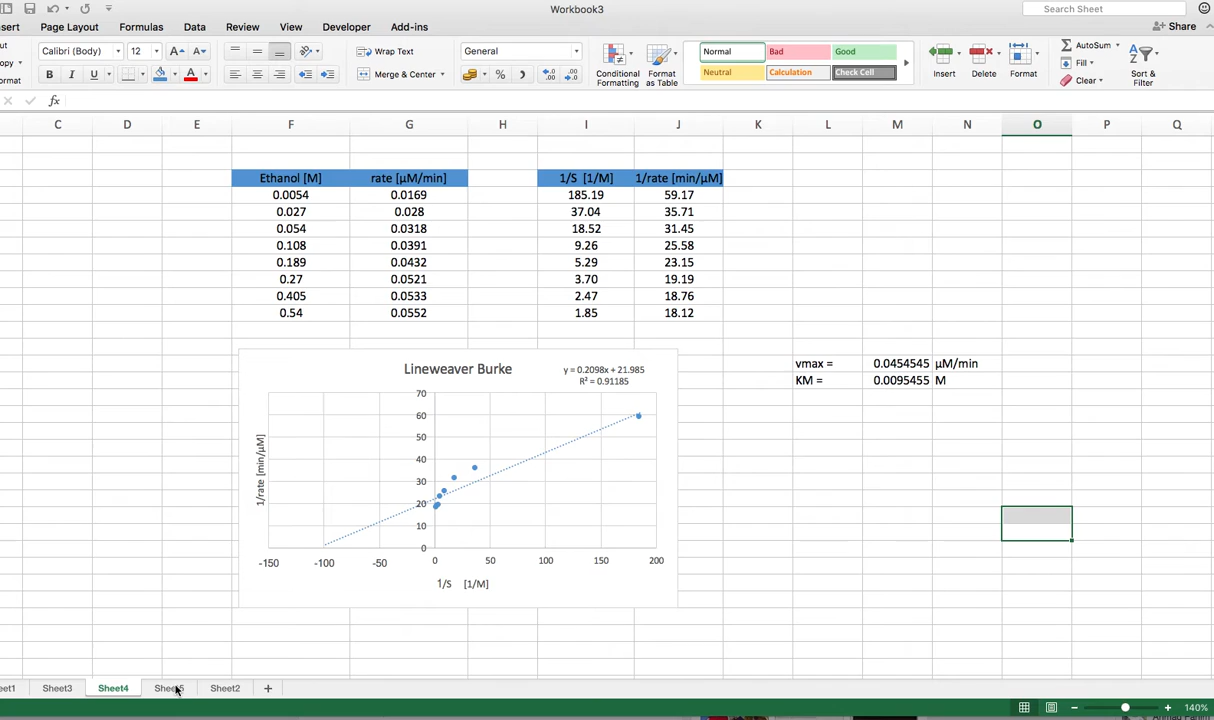 Workbook3
Search Sheet
nsert Page Layout Formulas Data Review View Developer Add-ins
Share
Calibri (Body) 12 A A
Wrap Text
General
Normal Bad Good
AutoSum
Fill
Clear
B I U A
Merge & Center
%
Neutral Calculation Check Cell
Conditional Formatting
Format as Table
Insert Delete Format
Sort & Filter
ut
opy
ormat
fx
C D E F G H I J K L M N O P Q
Ethanol [M] rate [µM/min] 1/S [1/M] 1/rate [min/µM]
0.0054 0.0169 185.19 59.17
0.027 0.028 37.04 35.71
0.054 0.0318 18.52 31.45
0.108 0.0391 9.26 25.58
0.189 0.0432 5.29 23.15
0.27 0.0521 3.70 19.19
0.405 0.0533 2.47 18.76
0.54 0.0552 1.85 18.12
vmax = 0.0454545 µM/min
KM = 0.0095455 M
Lineweaver Burke
y = 0.2098x + 21.985
R² = 0.91185
70
60
50
40
30
20
10
0
1/rate [min/µM]
-150 -100 -50 0 50 100 150 200
1/S [1/M]
eet1 Sheet3 Sheet4 Sheet5 Sheet2 +
140%